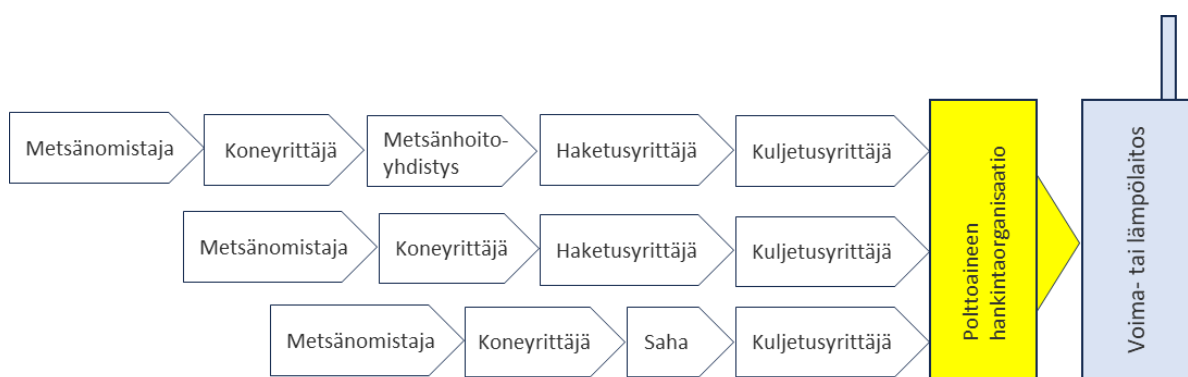 Metsänomistaja
Koneyrittäjä
Metsänhoito-
yhdistys
Haketusyrittäjä
Kuljetusyrittäjä
Metsänomistaja
Koneyrittäjä
Haketusyrittäjä
Kuljetusyrittäjä
Metsänomistaja
Koneyrittäjä
Saha
Kuljetusyrittäjä
Polttoaineen
hankintaorganisaatio
Voima- tai lämpölaitos